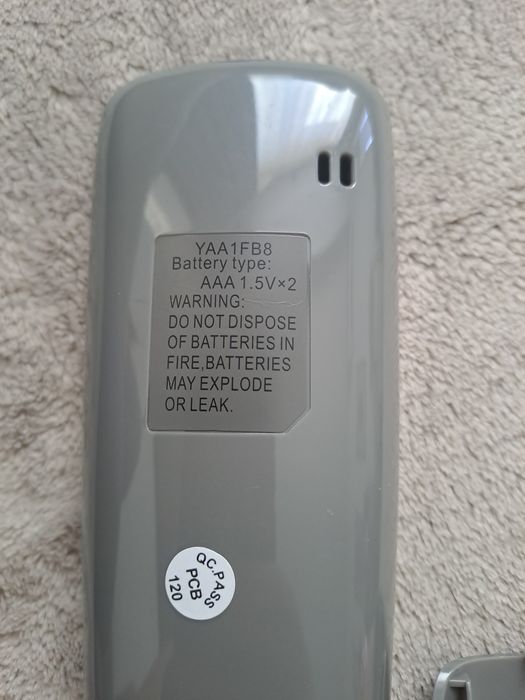 YAA1FB8
Battery type:
AAA 1.5V×2
WARNING:
DO NOT DISPOSE
OF BATTERIES IN
FIRE,BATTERIES
MAY EXPLODE
OR LEAK.
QC.PASS
PCB
120